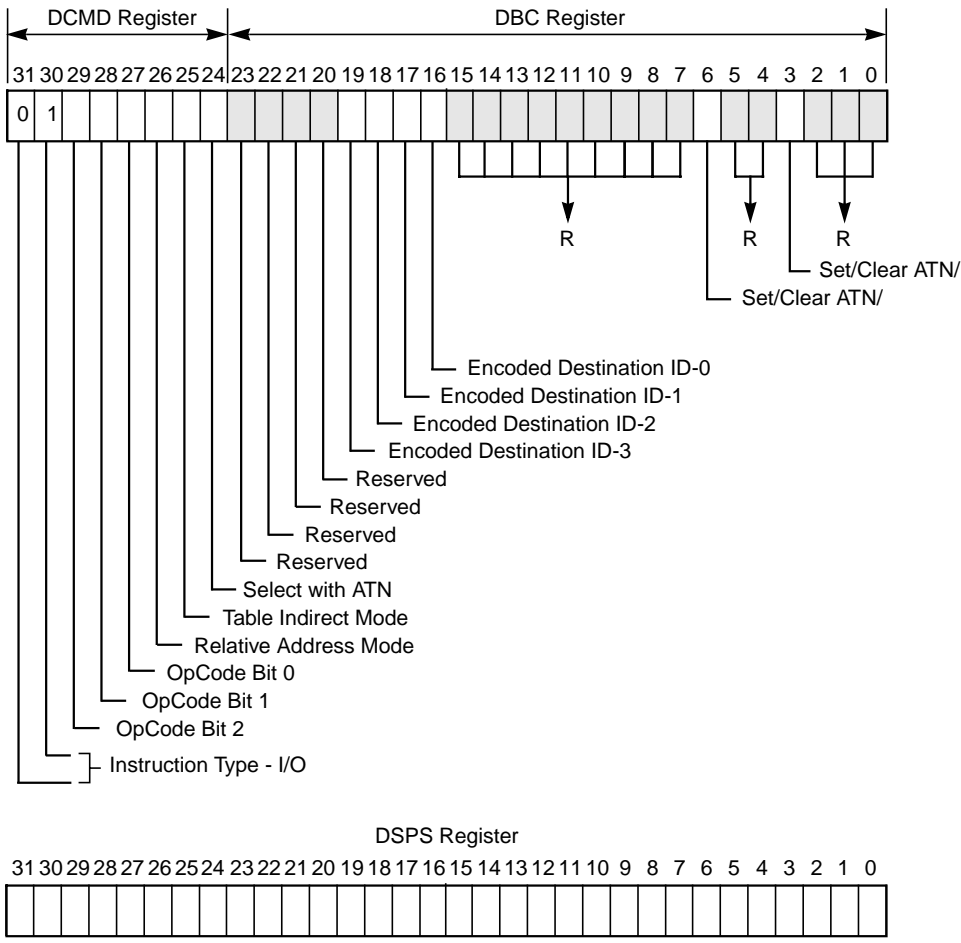 DCMD Register DBC Register
31 30 29 28 27 26 25 24 23 22 21 20 19 18 17 16 15 14 13 12 11 10 9 8 7 6 5 4 3 2 1 0
0 1
R R R
Set/Clear ATN/
Set/Clear ATN/
Encoded Destination ID-0
Encoded Destination ID-1
Encoded Destination ID-2
Encoded Destination ID-3
Reserved
Reserved
Reserved
Reserved
Select with ATN
Table Indirect Mode
Relative Address Mode
OpCode Bit 0
OpCode Bit 1
OpCode Bit 2
Instruction Type - I/O
DSPS Register
31 30 29 28 27 26 25 24 23 22 21 20 19 18 17 16 15 14 13 12 11 10 9 8 7 6 5 4 3 2 1 0